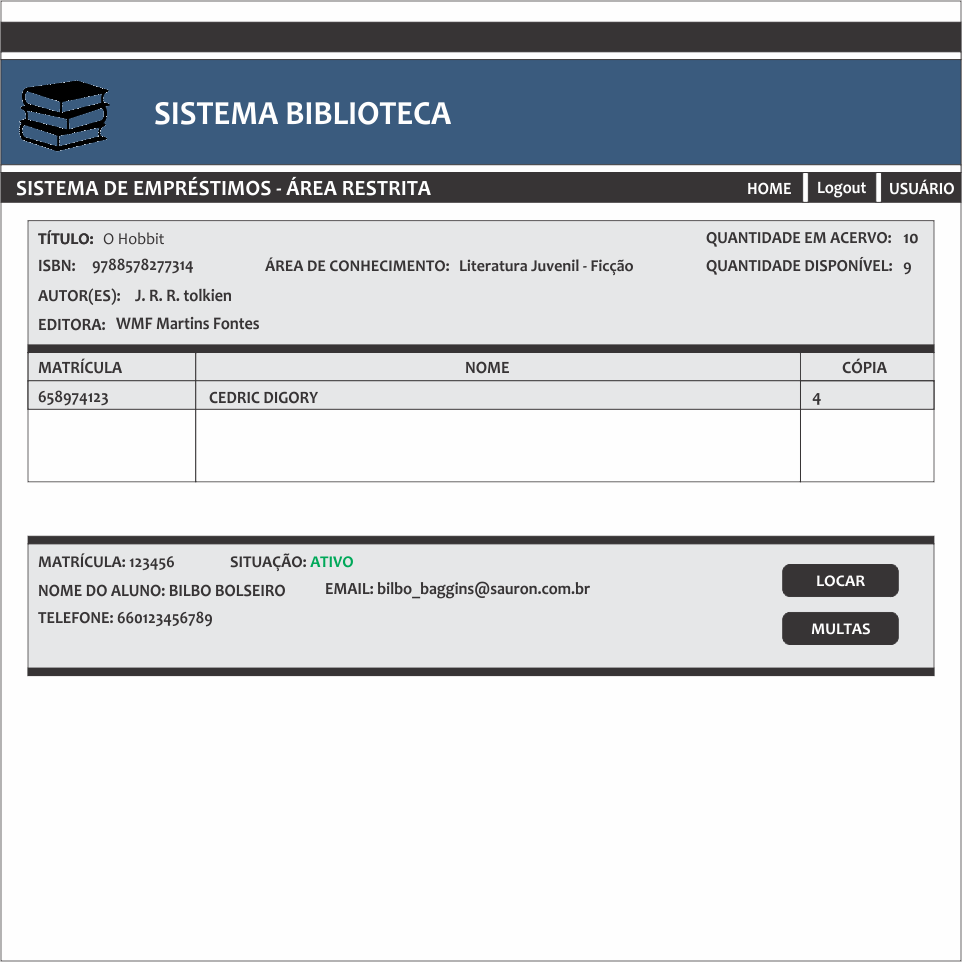 SISTEMA BIBLIOTECA
SISTEMA DE EMPRÉSTIMOS - ÁREA RESTRITA HOME Logout USUÁRIO
TÍTULO: O Hobbit QUANTIDADE EM ACERVO: 10
ISBN: 9788578277314 ÁREA DE CONHECIMENTO: Literatura Juvenil - Ficção QUANTIDADE DISPONÍVEL: 9
AUTOR(ES): J. R. R. tolkien
EDITORA: WMF Martins Fontes
MATRÍCULA NOME CÓPIA
658974123 CEDRIC DIGORY 4
MATRÍCULA: 123456 SITUAÇÃO: ATIVO
NOME DO ALUNO: BILBO BOLSEIRO EMAIL: bilbo_baggins@sauron.com.br
TELEFONE: 660123456789
LOCAR
MULTAS